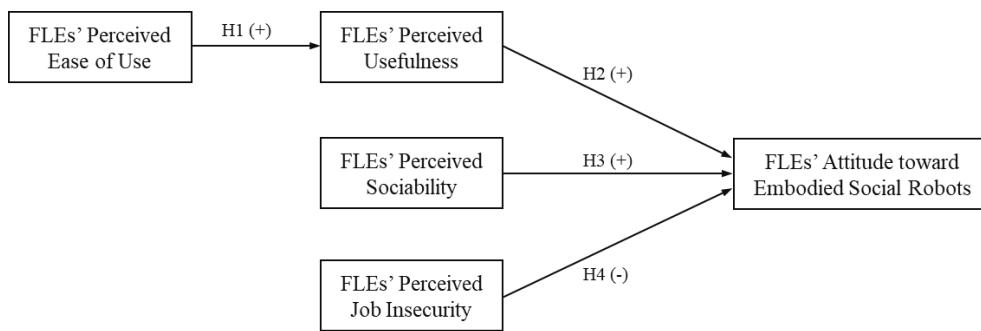 FLEs’ Perceived
Ease of Use
H1 (+)
FLEs’ Perceived
Usefulness
H2 (+)
FLEs’ Perceived
Sociability
H3 (+)
FLEs’ Attitude toward
Embodied Social Robots
FLEs’ Perceived
Job Insecurity
H4 (-)